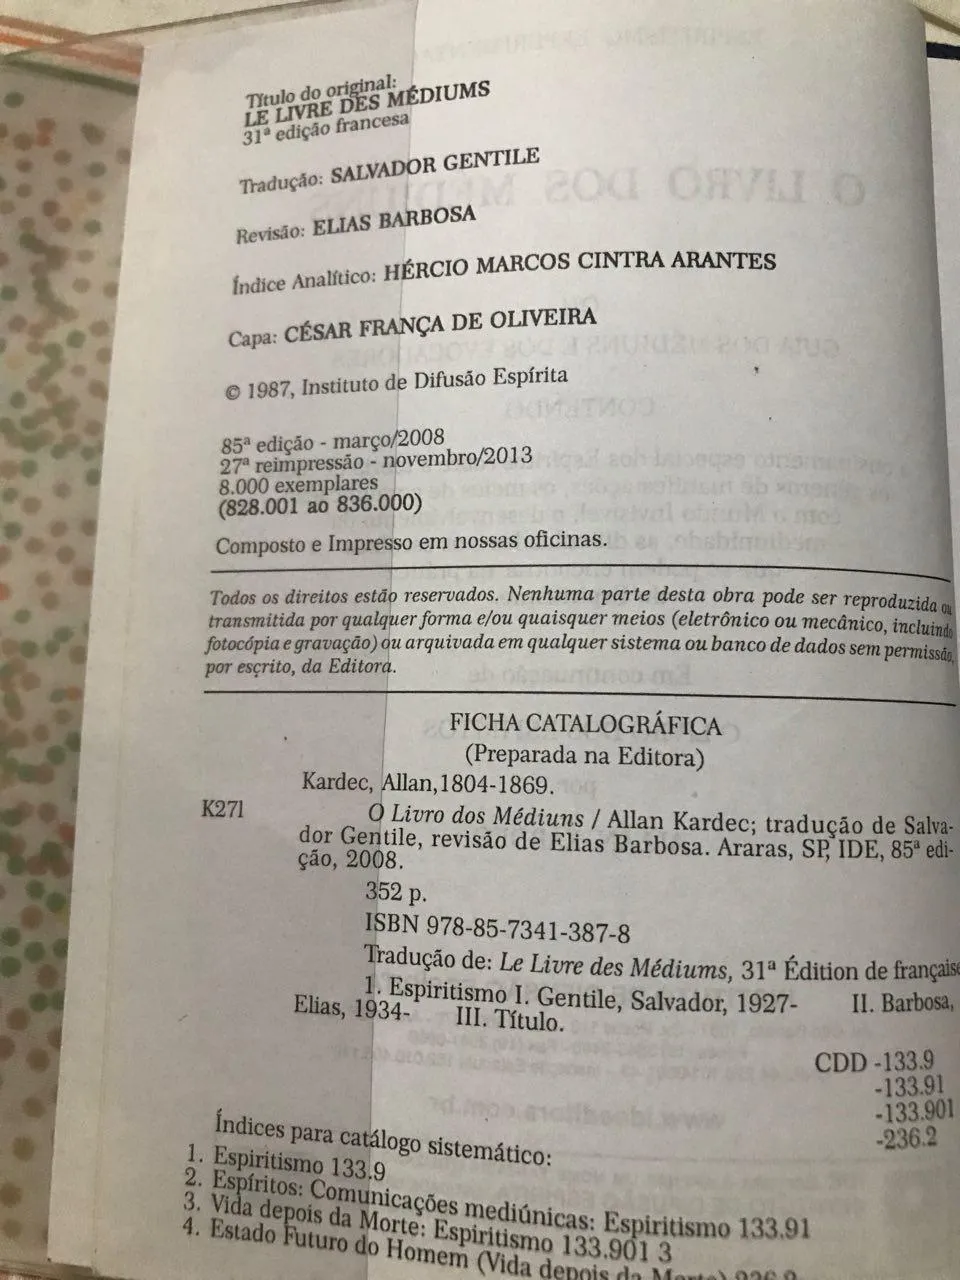 Título do original:
LE LIVRE DES MÉDIUMS
31ª edição francesa
Tradução: SALVADOR GENTILE
Revisão: ELIAS BARBOSA
Índice Analítico: HÉRCIO MARCOS CINTRA ARANTES
Capa: CÉSAR FRANÇA DE OLIVEIRA
© 1987, Instituto de Difusão Espírita
85ª edição - março/2008
27ª reimpressão - novembro/2013
8.000 exemplares
(828.001 ao 836.000)
Composto e Impresso em nossas oficinas.
Todos os direitos estão reservados. Nenhuma parte desta obra pode ser reproduzida ou
transmitida por qualquer forma e/ou quaisquer meios (eletrônico ou mecânico, incluindo
fotocópia e gravação) ou arquivada em qualquer sistema ou banco de dados sem permissão,
por escrito, da Editora.
FICHA CATALOGRÁFICA
(Preparada na Editora)
Kardec, Allan,1804-1869.
K27l O Livro dos Médiuns / Allan Kardec; tradução de Salva-
dor Gentile, revisão de Elias Barbosa. Araras, SP, IDE, 85ª edi-
ção, 2008.
352 p.
ISBN 978-85-7341-387-8
Tradução de: Le Livre des Médiums, 31ª Édition de française
1. Espiritismo I. Gentile, Salvador, 1927- II. Barbosa,
Elias, 1934- III. Título.
CDD -133.9
-133.91
-133.901
-236.2
Índices para catálogo sistemático:
1. Espiritismo 133.9
2. Espíritos: Comunicações mediúnicas: Espiritismo 133.91
3. Vida depois da Morte: Espiritismo 133.901 3
4. Estado Futuro do Homem (Vida depois da Morte) 236.2